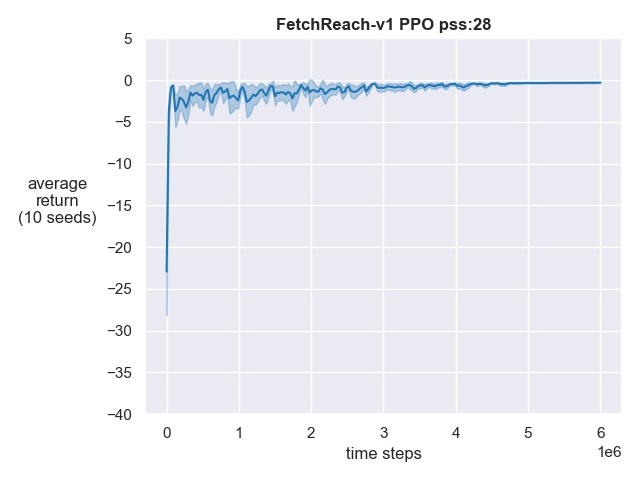 FetchReach-v1 PPO pss:28
5
0
−5
−10
−15
−20
−25
−30
−35
−40
average
return
(10 seeds)
0 1 2 3 4 5 6
time steps
1e6